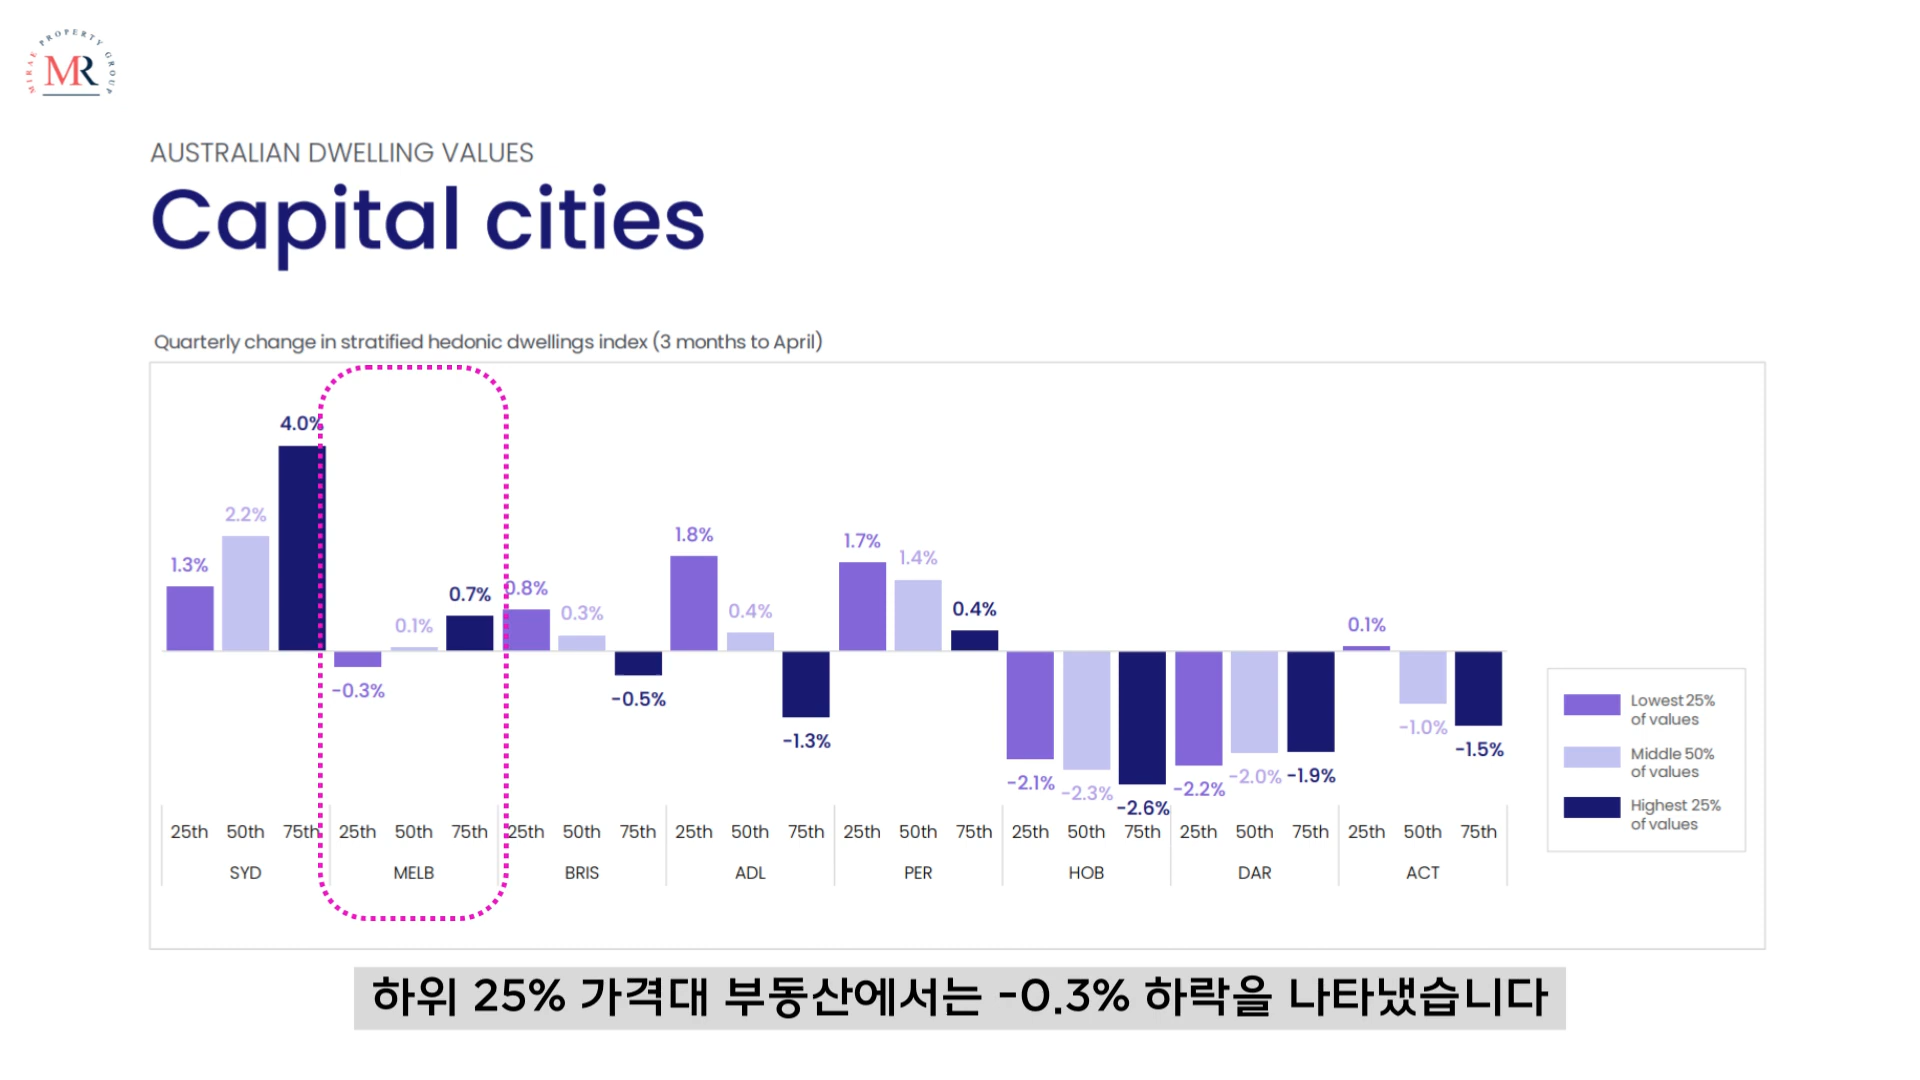 MIRAE PROPERTY GROUP
MR
AUSTRALIAN DWELLING VALUES
Capital cities
Quarterly change in stratified hedonic dwellings index (3 months to April)
1.3% 2.2% 4.0%
-0.3% 0.1% 0.7%
0.8% 0.3% -0.5%
1.8% 0.4% -1.3%
1.7% 1.4% 0.4%
-2.1% -2.3% -2.6%
-2.2% -2.0% -1.9%
0.1% -1.0% -1.5%
25th 50th 75th 25th 50th 75th 25th 50th 75th 25th 50th 75th 25th 50th 75th 25th 50th 75th 25th 50th 75th 25th 50th 75th
SYD MELB BRIS ADL PER HOB DAR ACT
Lowest 25%
of values
Middle 50%
of values
Highest 25%
of values
하위 25% 가격대 부동산에서는 -0.3% 하락을 나타냈습니다